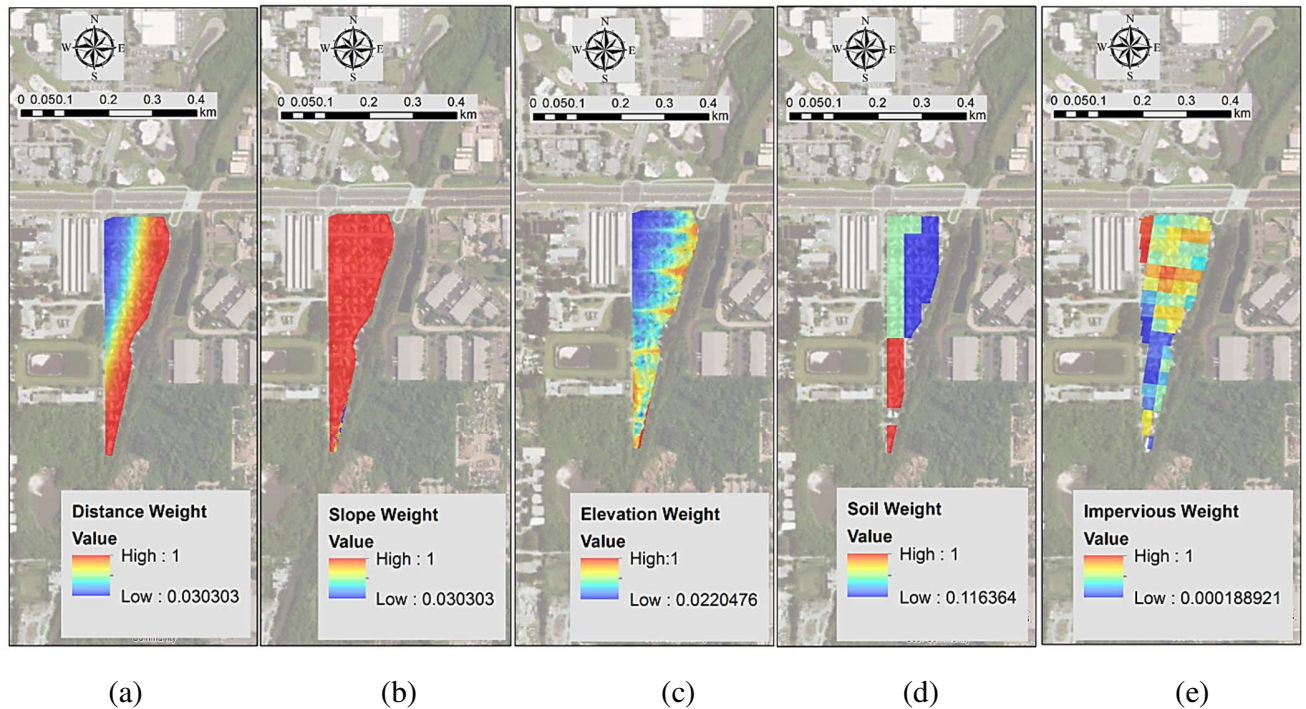 N
W E
S
0 0.050.1 0.2 0.3 0.4
km
Distance Weight
Value
High : 1
Low : 0.030303
(a)
N
W E
S
0 0.050.1 0.2 0.3 0.4
km
Slope Weight
Value
High : 1
Low : 0.030303
(b)
N
W E
S
0 0.050.1 0.2 0.3 0.4
km
Elevation Weight
Value
High:1
Low : 0.0220476
(c)
N
W E
S
0 0.050.1 0.2 0.3 0.4
km
Soil Weight
Value
High : 1
Low : 0.116364
(d)
N
W E
S
0 0.050.1 0.2 0.3 0.4
km
Impervious Weight
Value
High : 1
Low : 0.000188921
(e)